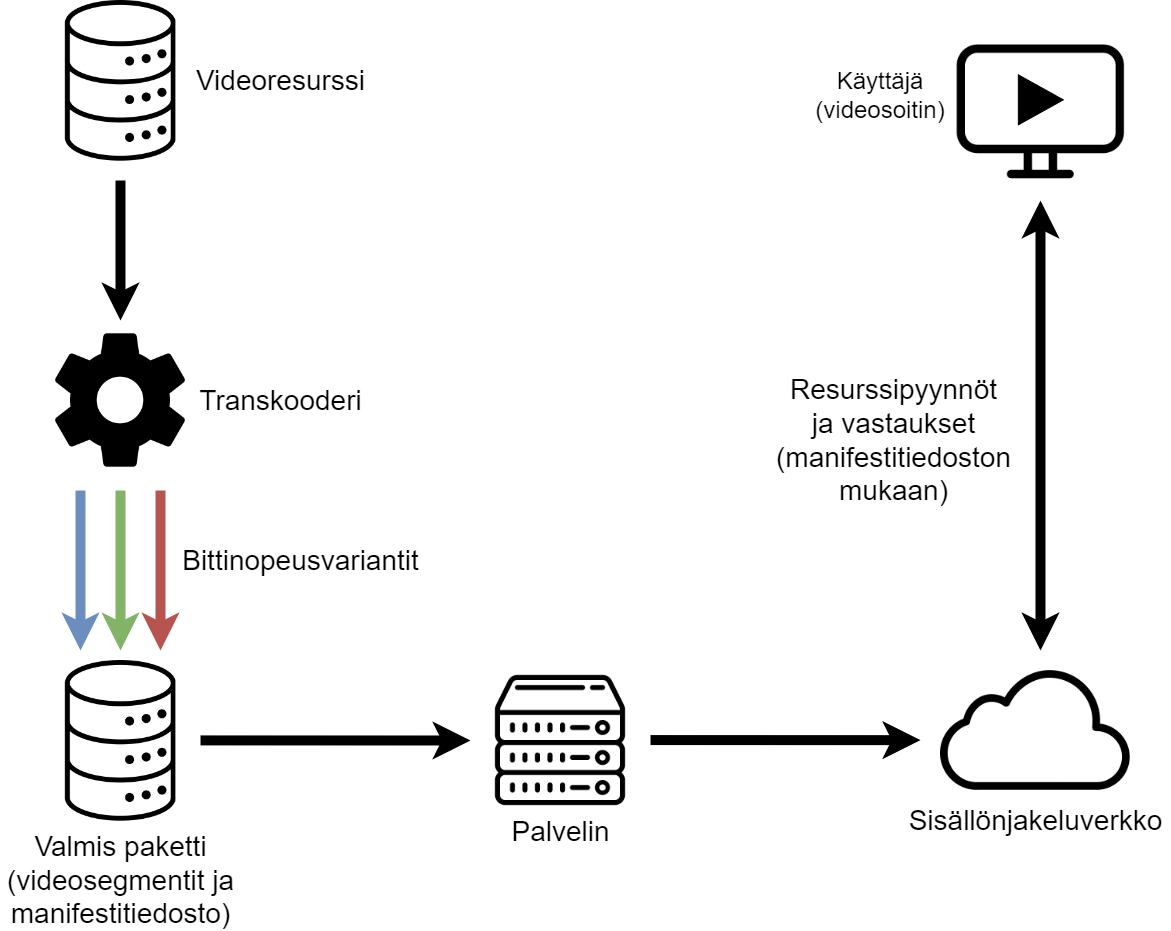 Videoresurssi
Käyttäjä
(videosoitin)
Transkooderi
Resurssipyynnöt
ja vastaukset
(manifestitiedoston
mukaan)
Bittinopeusvariantit
Valmis paketti
(videosegmentit ja
manifestitiedosto)
Palvelin
Sisällönjakeluverkko